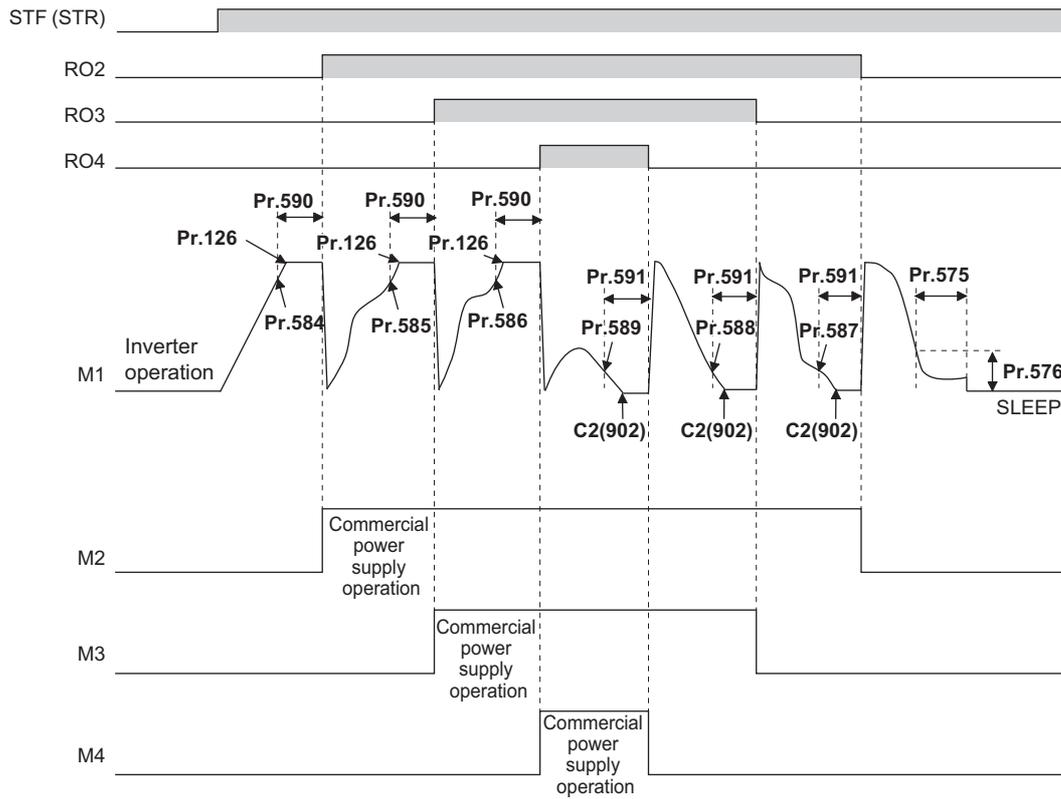 STF (STR)
RO2
RO3
RO4
Pr.590
Pr.590
Pr.590
Pr.126
Pr.126
Pr.126
Pr.591
Pr.591
Pr.591
Pr.575
Pr.584
Pr.585
Pr.586
Pr.589
Pr.588
Pr.587
Inverter
operation
M1
Pr.576
SLEEP
C2(902)
C2(902)
C2(902)
M2
Commercial
power
supply
operation
M3
Commercial
power
supply
operation
M4
Commercial
power
supply
operation